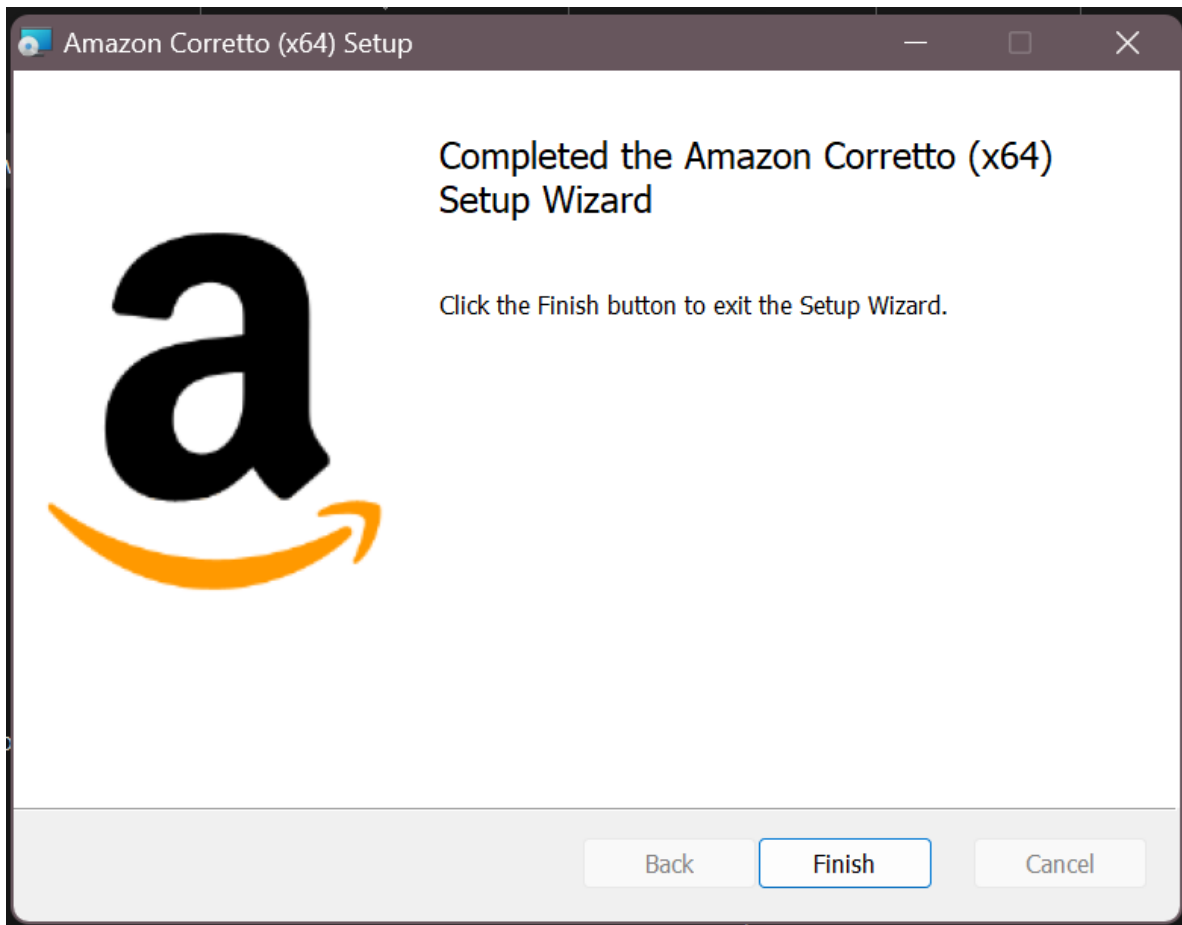 Amazon Corretto (x64) Setup
Completed the Amazon Corretto (x64)
Setup Wizard
Click the Finish button to exit the Setup Wizard.
a
Back
Finish
Cancel